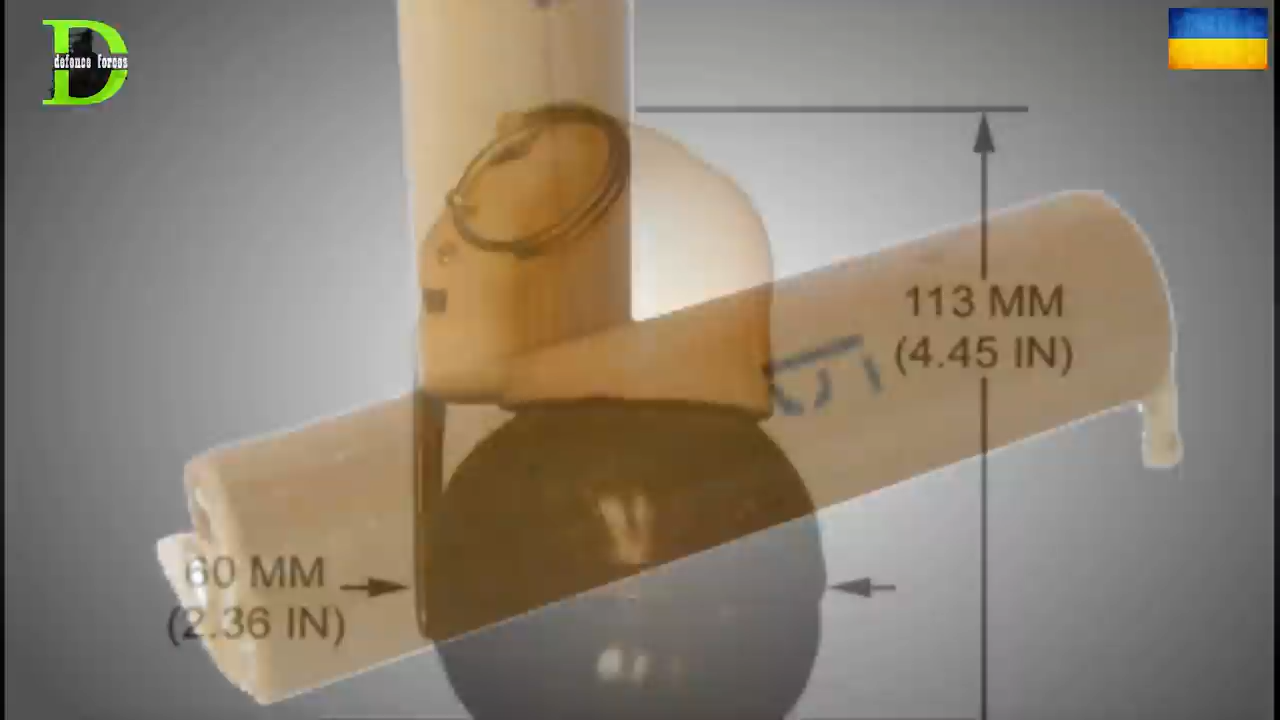 defence forces
113 MM
(4.45 IN)
60 MM
(2.36 IN)